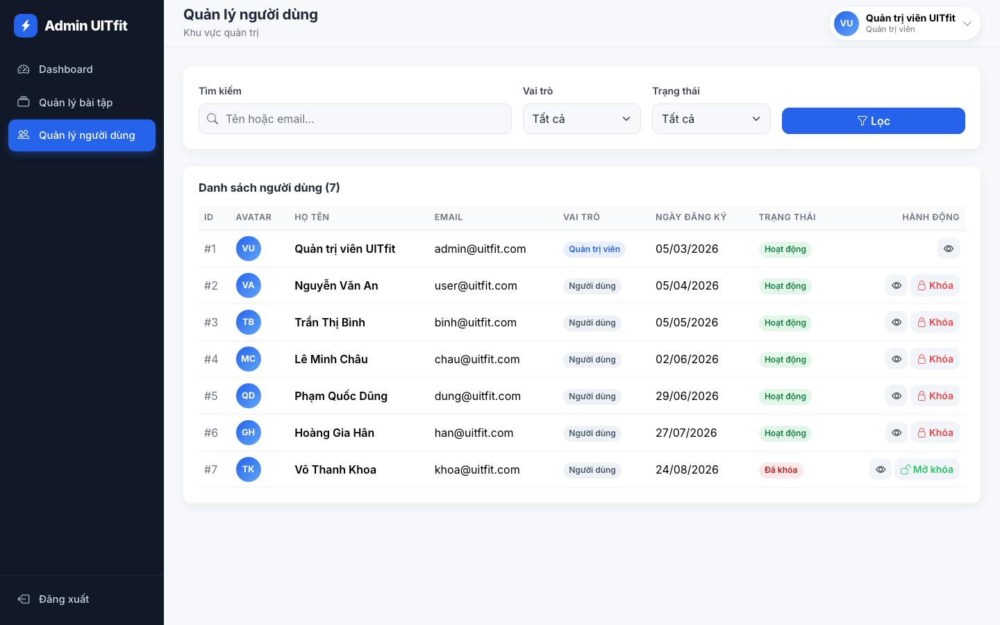 Admin UITfit
Dashboard
Quản lý bài tập
Quản lý người dùng
Đăng xuất
Quản lý người dùng
Khu vực quản trị
VU
Quản trị viên UITfit
Quản trị viên
Tìm kiếm
Vai trò
Trạng thái
Tên hoặc email...
Tất cả
Tất cả
Lọc
Danh sách người dùng (7)
ID AVATAR HỌ TÊN EMAIL VAI TRÒ NGÀY ĐĂNG KÝ TRẠNG THÁI HÀNH ĐỘNG
#1 VU Quản trị viên UITfit admin@uitfit.com Quản trị viên 05/03/2026 Hoạt động
#2 VA Nguyễn Văn An user@uitfit.com Người dùng 05/04/2026 Hoạt động Khóa
#3 TB Trần Thị Bình binh@uitfit.com Người dùng 05/05/2026 Hoạt động Khóa
#4 MC Lê Minh Châu chau@uitfit.com Người dùng 02/06/2026 Hoạt động Khóa
#5 QD Phạm Quốc Dũng dung@uitfit.com Người dùng 29/06/2026 Hoạt động Khóa
#6 GH Hoàng Gia Hân han@uitfit.com Người dùng 27/07/2026 Hoạt động Khóa
#7 TK Võ Thanh Khoa khoa@uitfit.com Người dùng 24/08/2026 Đã khóa Mở khóa